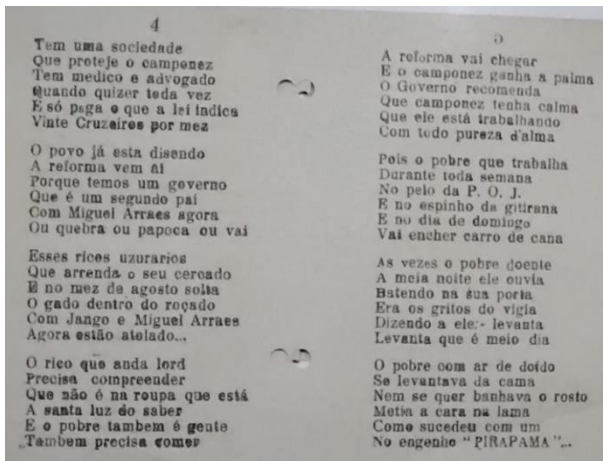 4
Tem uma sociedade
Que proteje o camponez
Tem medico e advogado
Quando quizer toda vez
E só paga o que a lei indica
Vinte Cruzeiros por mez
O povo já esta disendo
A reforma vem ai
Porque temos um governo
Que é um segundo pai
Com Miguel Arraes agora
Ou quebra ou papoca ou vai
Esses ricos uzurarios
Que arrenda o seu cercado
E no mez de agosto solta
O gado dentro do roçado
Com Jango e Miguel Arraes
Agora estão atolado...
O rico que anda lord
Precisa compreender
Que não é na roupa que está
A santa luz do saber
E o pobre tambem é gente
Tambem precisa comer
A reforma vai chegar
E o camponez ganha a palma
O Governo recomenda
Que camponez tenha calma
Que ele está trabalhando
Com todo pureza d'alma
Pois o pobre que trabalha
Durante toda semana
No pelo da P. O. J.
E no espinho da gitirana
E no dia de domingo
Vai encher carro de cana
As vezes o pobre doente
A meia noite ele ouvia
Batendo na sua porta
Era os gritos do vigia
Dizendo a ele:- levanta
Levanta que é meio dia
O pobre com ar de doido
Se levantava da cama
Nem se quer banhava o rosto
Metia a cara na lama
Como sucedeu com um
No engenho "PIRAPAMA"...